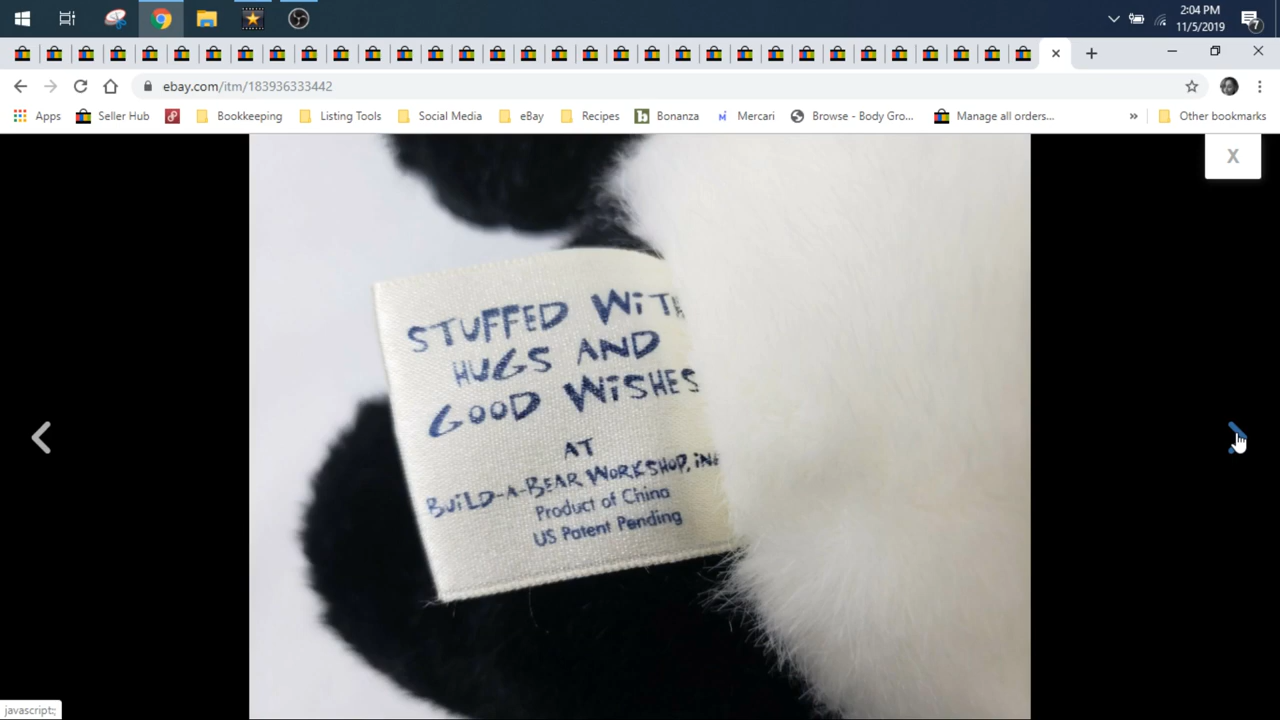 2:04 PM
11/5/2019
7
ebay.com/itm/183936333442
Apps Seller Hub Bookkeeping Listing Tools Social Media eBay Recipes Bonanza Mercari Browse - Body Gro... Manage all orders... » Other bookmarks
X
STUFFED WiTH
HUGS AND
GOOD WiSHES
AT
BUiLD-A-BEAR WORKSHOP, iNC
Product of China
US Patent Pending
javascript:;